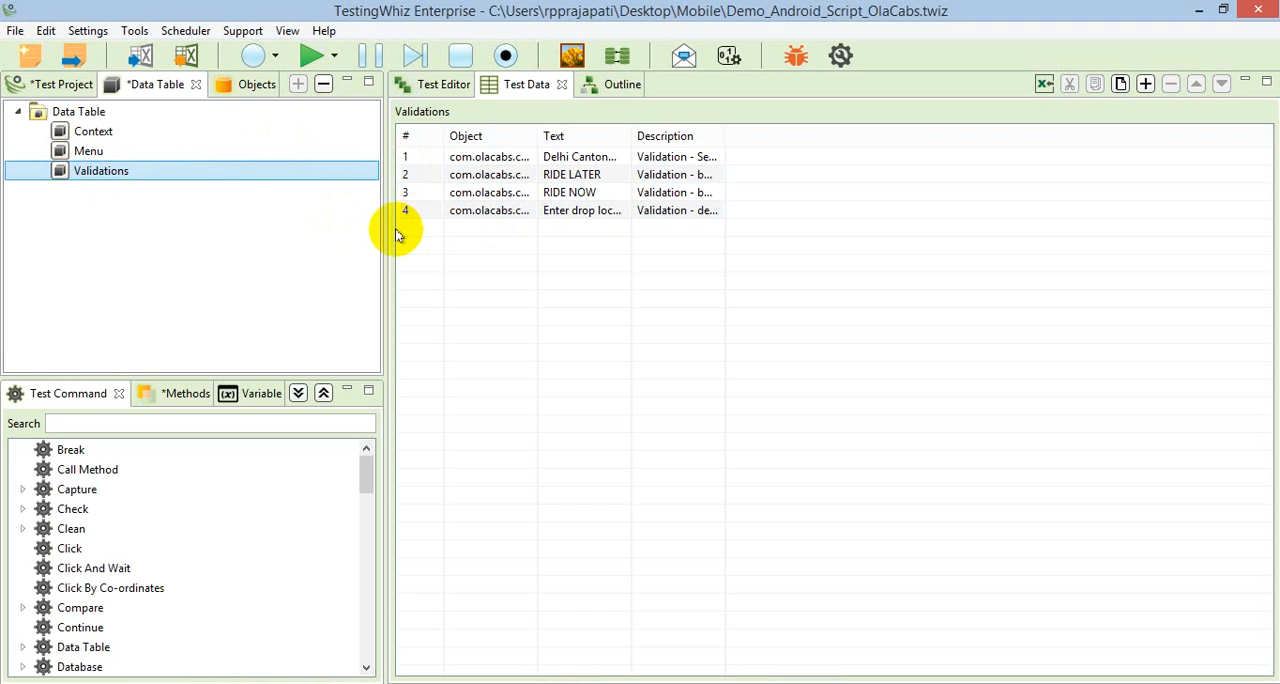 TestingWhiz Enterprise - C:\Users\rpprajapati\Desktop\Mobile\Demo_Android_Script_OlaCabs.twiz
File Edit Settings Tools Scheduler Support View Help
*Test Project *Data Table Objects Test Editor Test Data Outline
Data Table
Context
Menu
Validations
Validations
# Object Text Description
1 com.olacabs.c... Delhi Canton... Validation - Se...
2 com.olacabs.c... RIDE LATER Validation - b...
3 com.olacabs.c... RIDE NOW Validation - b...
4 com.olacabs.c... Enter drop loc... Validation - de...
Test Command *Methods (x) Variable
Search
Break
Call Method
Capture
Check
Clean
Click
Click And Wait
Click By Co-ordinates
Compare
Continue
Data Table
Database